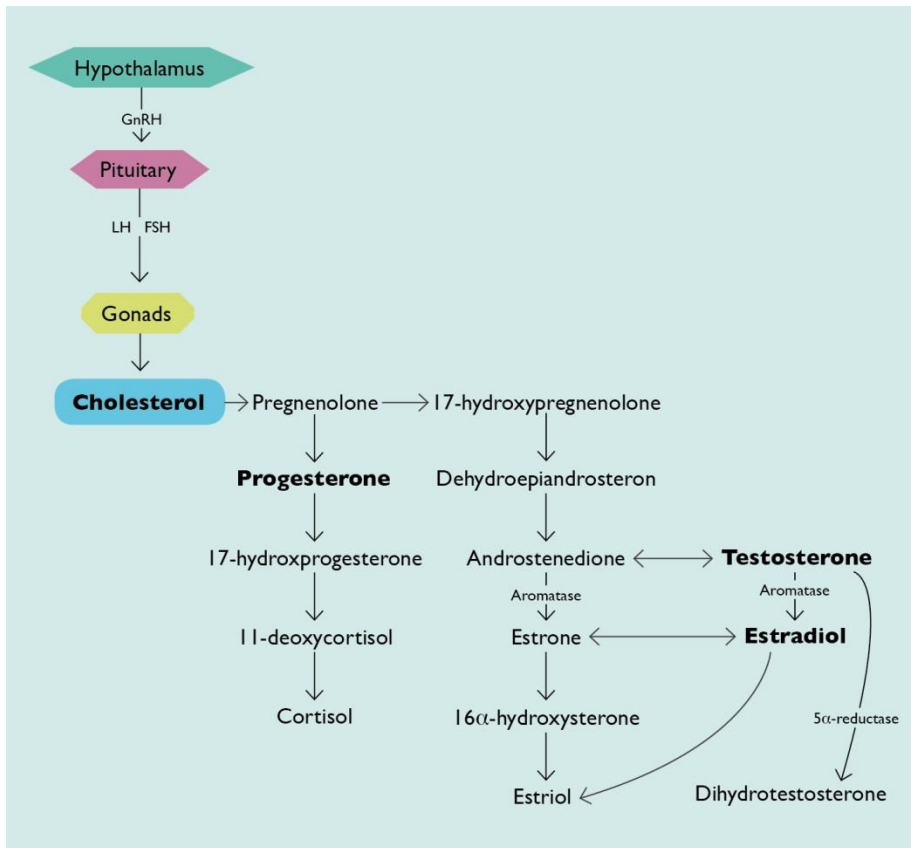 Hypothalamus
GnRH
Pituitary
LH FSH
Gonads
Cholesterol Pregnenolone 17-hydroxypregnenolone
Progesterone Dehydroepiandrosteron
17-hydroxprogesterone Androstenedione Testosterone
Aromatase Aromatase
11-deoxycortisol Estrone Estradiol
Cortisol 16α-hydroxysterone 5α-reductase
Estriol Dihydrotestosterone